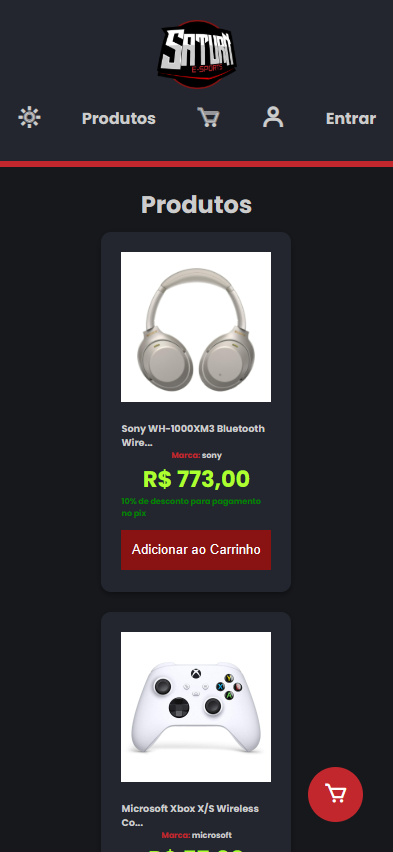 SATURN
E-SPORTS
Produtos
Entrar
Produtos
Sony WH-1000XM3 Bluetooth
Wire...
Marca: sony
R$ 773,00
10% de desconto para pagamento
no pix
Adicionar ao Carrinho
Microsoft Xbox X/S Wireless
Co...
Marca: microsoft